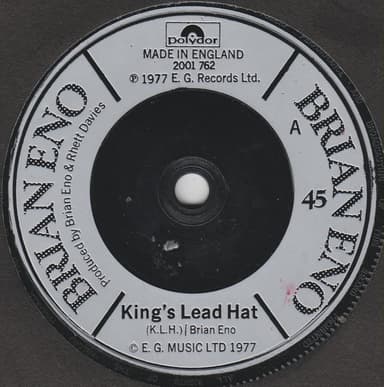 polydor
MADE IN ENGLAND
2001 762
℗ 1977 E. G. Records Ltd.
BRIAN ENO
Produced by Brian Eno & Rhett Davies
BRIAN ENO
A
45
King's Lead Hat
(K.L.H.) Brian Eno
© E. G. MUSIC LTD 1977